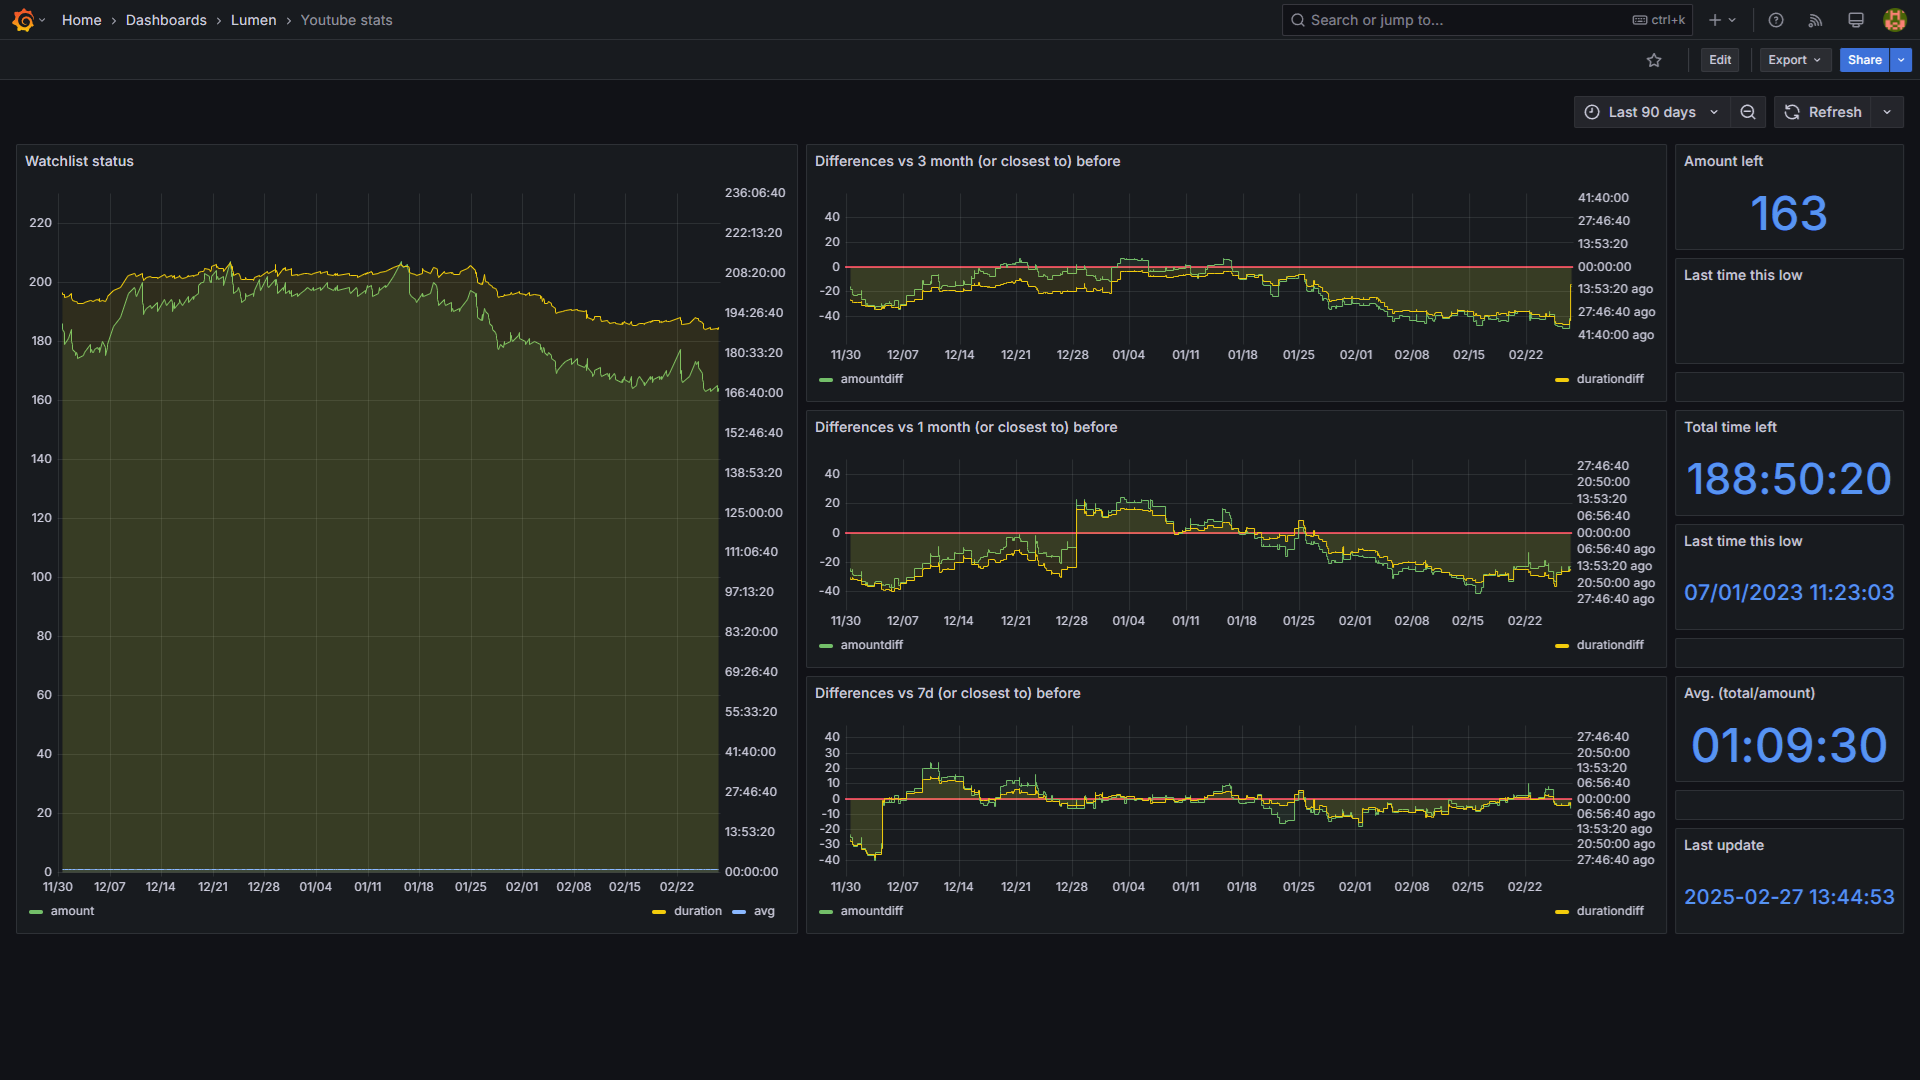 Home › Dashboards › Lumen › Youtube stats
Search or jump to... ctrl+k
Edit Export Share
Last 90 days Refresh
Watchlist status
220
200
180
160
140
120
100
80
60
40
20
0
236:06:40
222:13:20
208:20:00
194:26:40
180:33:20
166:40:00
152:46:40
138:53:20
125:00:00
111:06:40
97:13:20
83:20:00
69:26:40
55:33:20
41:40:00
27:46:40
13:53:20
00:00:00
11/30 12/07 12/14 12/21 12/28 01/04 01/11 01/18 01/25 02/01 02/08 02/15 02/22
amount duration avg
Differences vs 3 month (or closest to) before
40
20
0
-20
-40
41:40:00
27:46:40
13:53:20
00:00:00
13:53:20 ago
27:46:40 ago
41:40:00 ago
11/30 12/07 12/14 12/21 12/28 01/04 01/11 01/18 01/25 02/01 02/08 02/15 02/22
amountdiff durationdiff
Differences vs 1 month (or closest to) before
40
20
0
-20
-40
27:46:40
20:50:00
13:53:20
06:56:40
00:00:00
06:56:40 ago
13:53:20 ago
20:50:00 ago
27:46:40 ago
11/30 12/07 12/14 12/21 12/28 01/04 01/11 01/18 01/25 02/01 02/08 02/15 02/22
amountdiff durationdiff
Differences vs 7d (or closest to) before
40
30
20
10
0
-10
-20
-30
-40
27:46:40
20:50:00
13:53:20
06:56:40
00:00:00
06:56:40 ago
13:53:20 ago
20:50:00 ago
27:46:40 ago
11/30 12/07 12/14 12/21 12/28 01/04 01/11 01/18 01/25 02/01 02/08 02/15 02/22
amountdiff durationdiff
Amount left
163
Last time this low
Total time left
188:50:20
Last time this low
07/01/2023 11:23:03
Avg. (total/amount)
01:09:30
Last update
2025-02-27 13:44:53